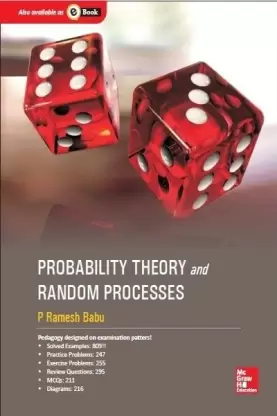 Also available as e Book
PROBABILITY THEORY and
RANDOM PROCESSES
P Ramesh Babu
Pedagogy designed on examination pattern!
• Solved Examples: 809!!
• Practice Problems: 247
• Exercise Problems: 255
• Review Questions: 295
• MCQs: 211
• Diagrams: 216
Mc
Graw
Hill
Education